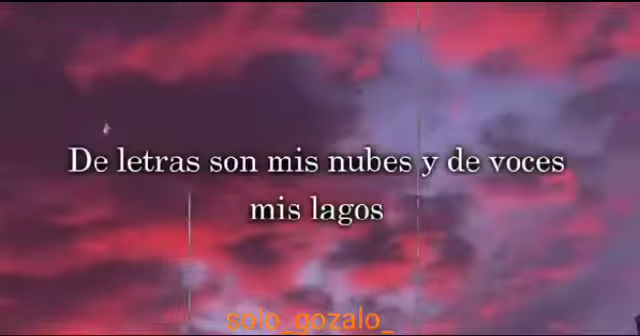 De letras son mis nubes y de voces
mis lagos
solo_gozalo_